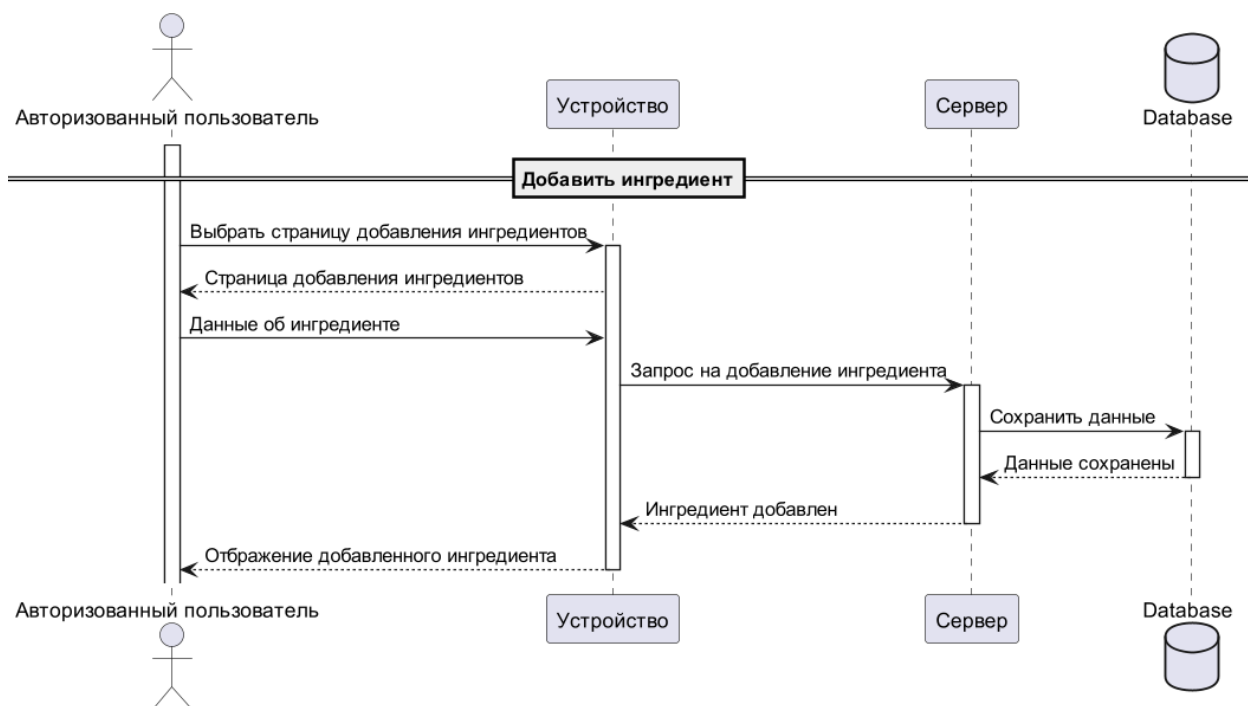 Авторизованный пользователь
Устройство
Сервер
Database
Добавить ингредиент
Выбрать страницу добавления ингредиентов
Страница добавления ингредиентов
Данные об ингредиенте
Запрос на добавление ингредиента
Сохранить данные
Данные сохранены
Ингредиент добавлен
Отбражение добавленного ингредиента
Авторизованный пользователь
Устройство
Сервер
Database